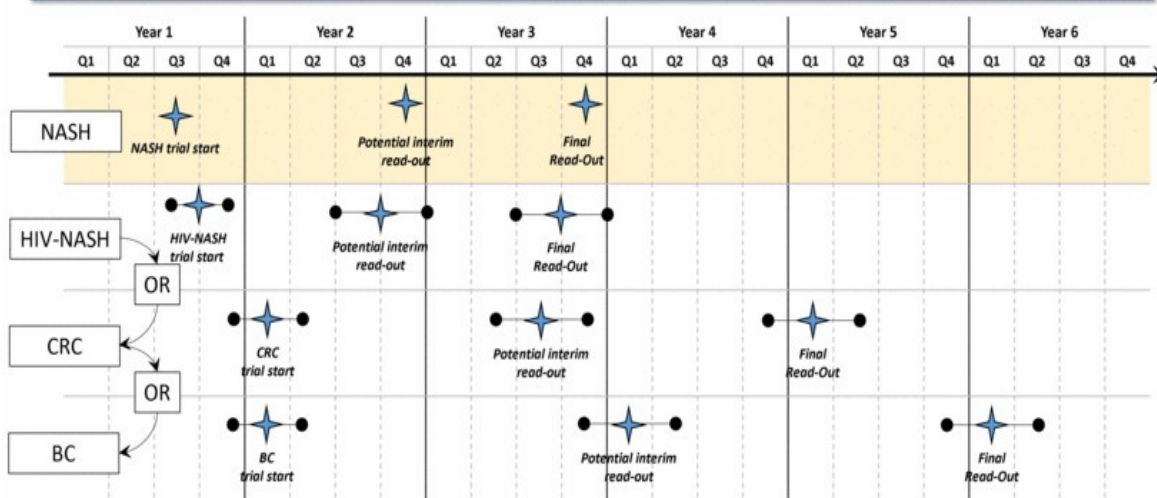 Year 1 Year 2 Year 3 Year 4 Year 5 Year 6
Q1 Q2 Q3 Q4 Q1 Q2 Q3 Q4 Q1 Q2 Q3 Q4 Q1 Q2 Q3 Q4 Q1 Q2 Q3 Q4 Q1 Q2 Q3 Q4
NASH
NASH trial start
Potential interim
read-out
Final
Read-Out
HIV-NASH
HIV-NASH
trial start
Potential interim
read-out
Final
Read-Out
OR
CRC
CRC
trial start
Potential interim
read-out
Final
Read-Out
OR
BC
BC
trial start
Potential interim
read-out
Final
Read-Out